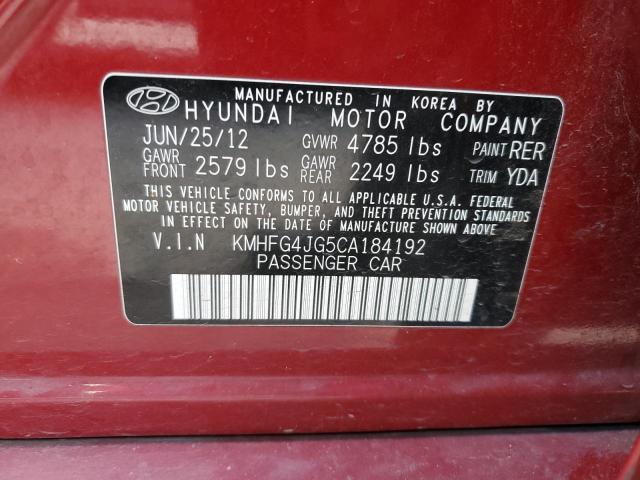 MANUFACTURED IN KOREA BY
HYUNDAI MOTOR COMPANY
JUN/25/12 GVWR 4785 lbs PAINT RER
GAWR FRONT 2579 lbs GAWR REAR 2249 lbs TRIM YDA
THIS VEHICLE CONFORMS TO ALL APPLICABLE U.S.A. FEDERAL
MOTOR VEHICLE SAFETY, BUMPER, AND THEFT PREVENTION STANDARDS
IN EFFECT ON THE DATE OF MANUFACTURE SHOWN ABOVE
V.I.N KMHFG4JG5CA184192
PASSENGER CAR